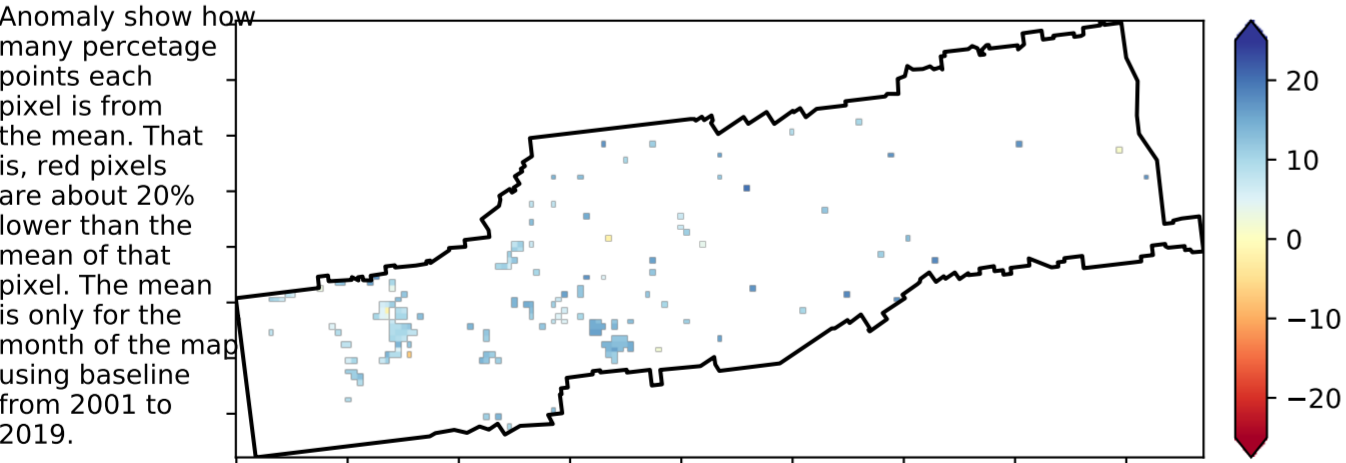 Anomaly show how
many percetage
points each
pixel is from
the mean. That
is, red pixels
are about 20%
lower than the
mean of that
pixel. The mean
is only for the
month of the map
using baseline
from 2001 to
2019.
20
10
0
−10
−20